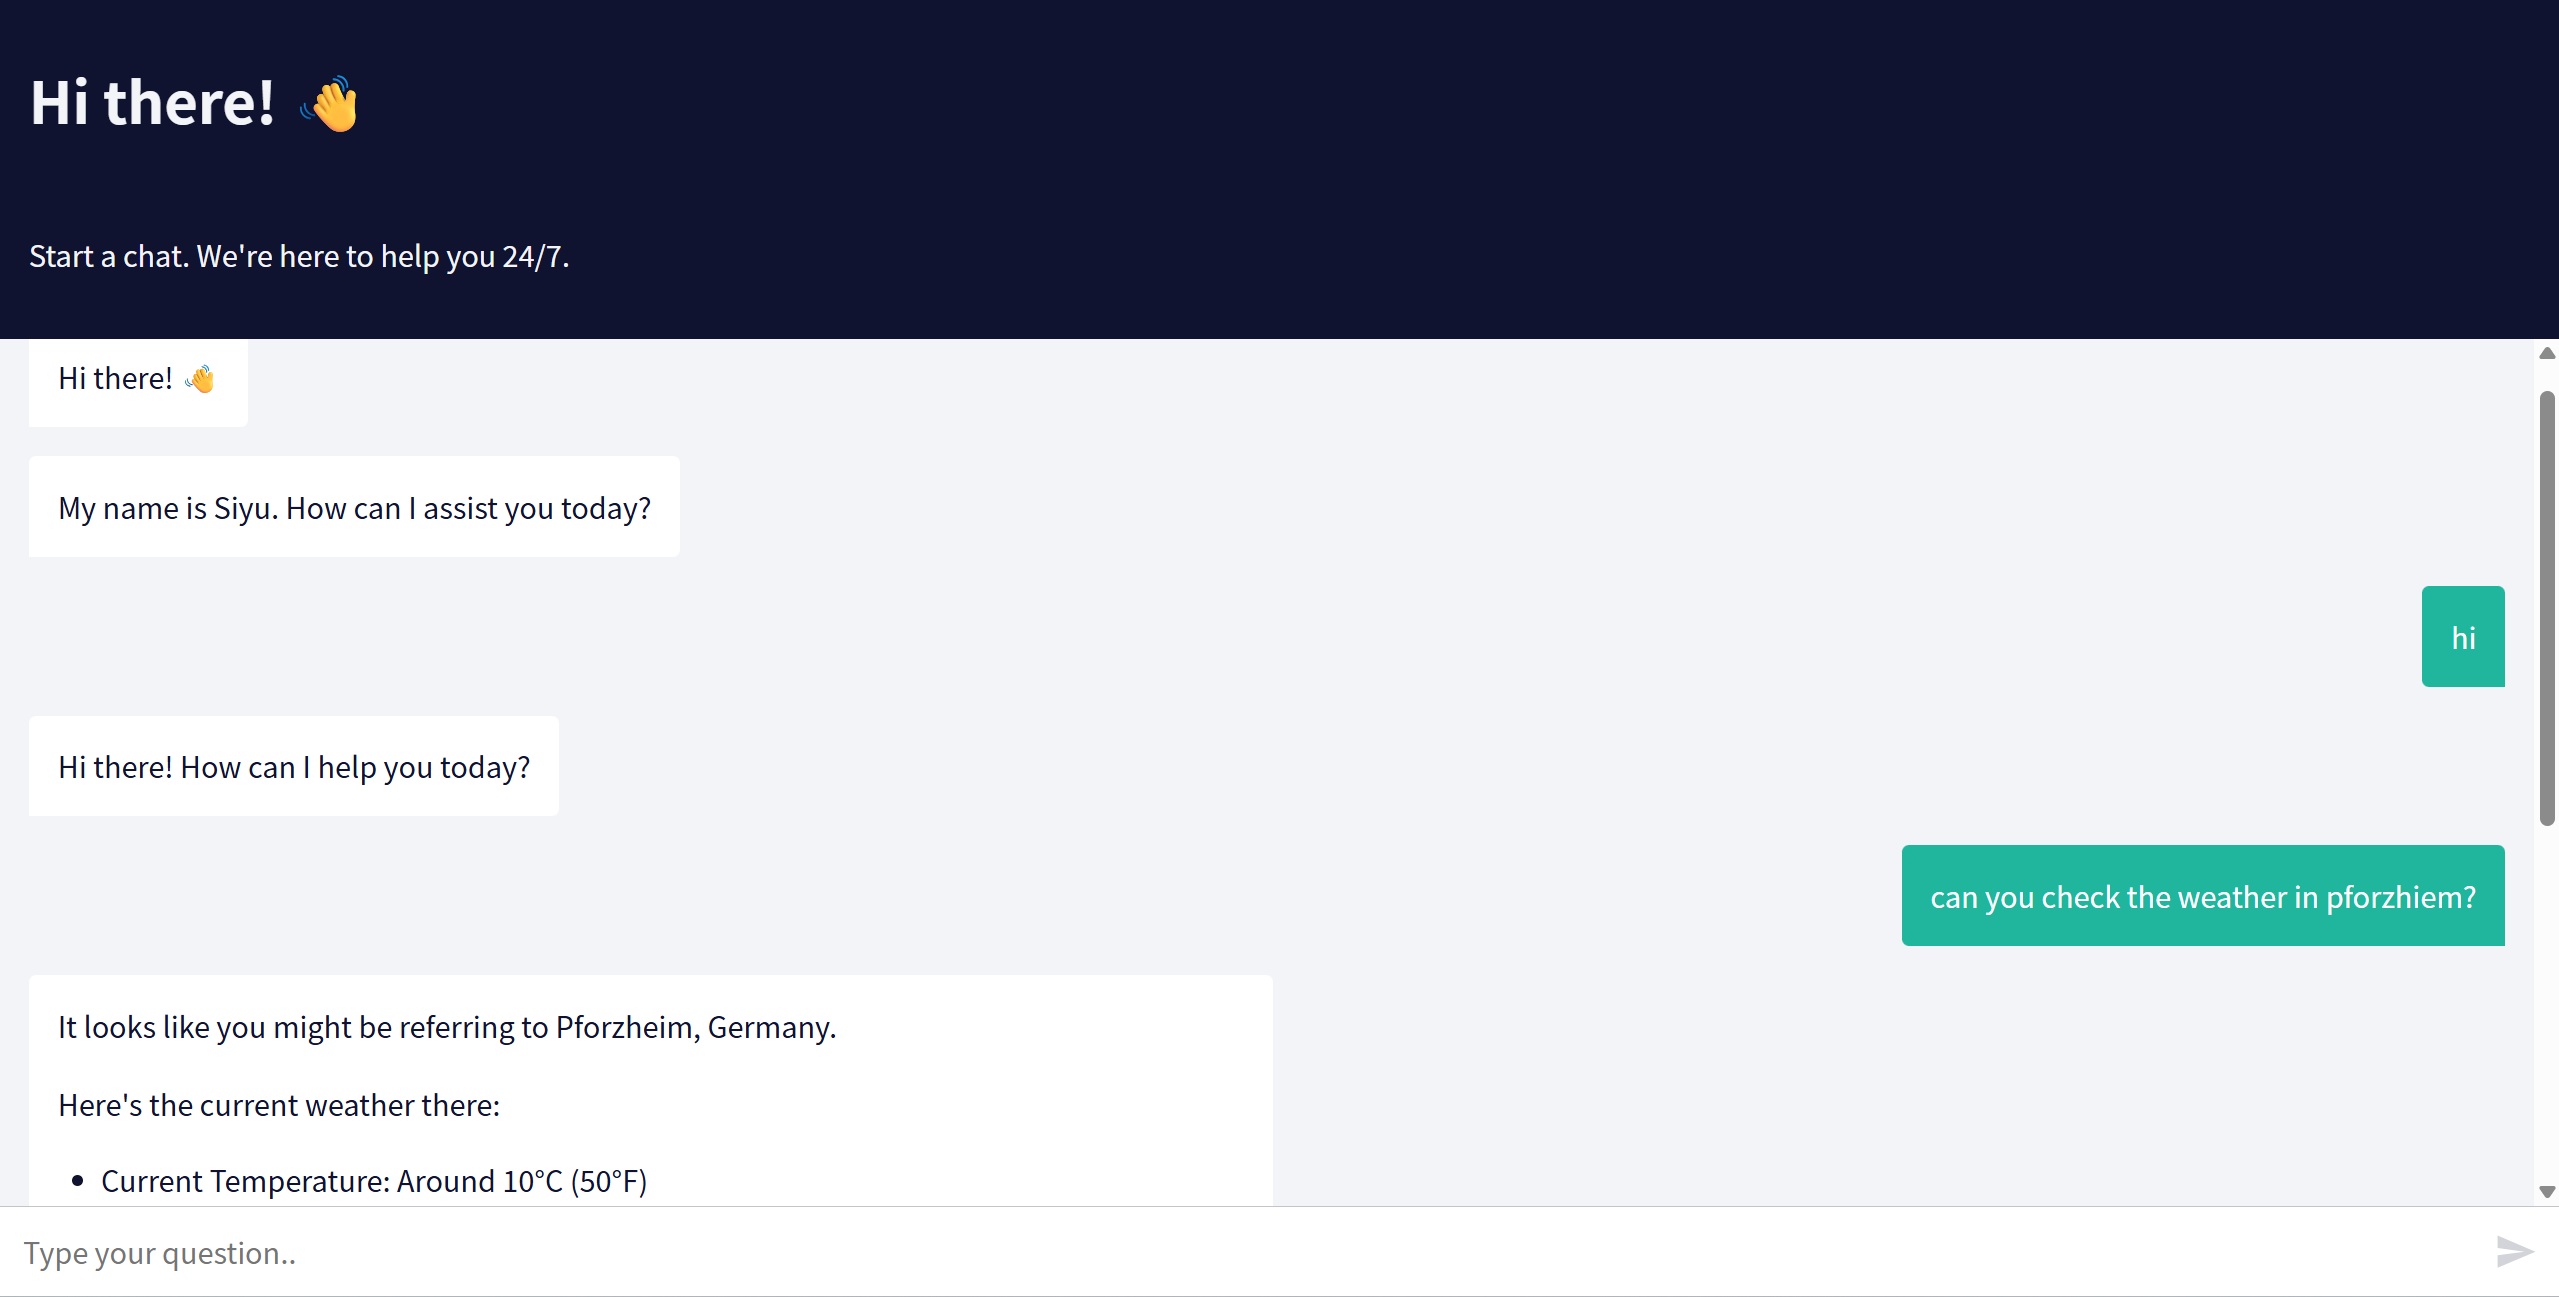 Hi there! 👋
Start a chat. We're here to help you 24/7.
Hi there! 👋
My name is Siyu. How can I assist you today?
hi
Hi there! How can I help you today?
can you check the weather in pforzhiem?
It looks like you might be referring to Pforzheim, Germany.
Here's the current weather there:
• Current Temperature: Around 10°C (50°F)
Type your question..